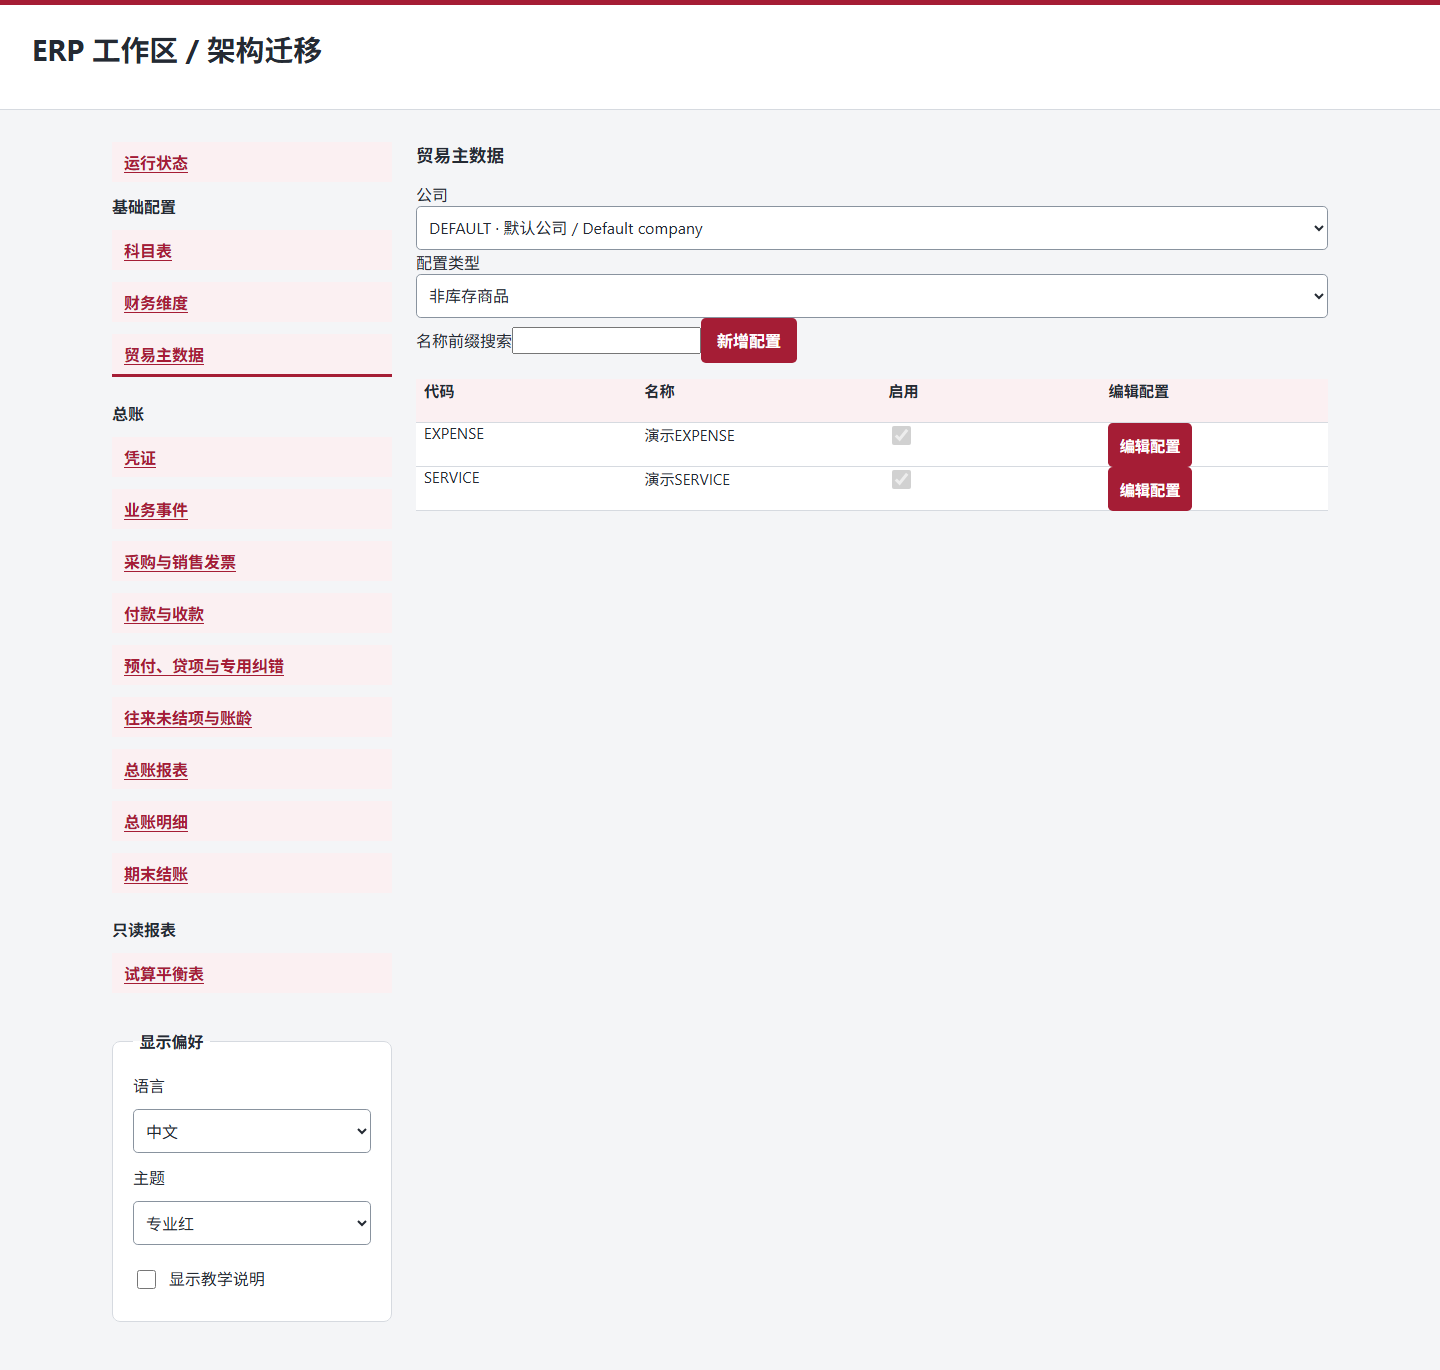 ERP 工作区 / 架构迁移
运行状态
基础配置
科目表
财务维度
贸易主数据
总账
凭证
业务事件
采购与销售发票
付款与收款
预付、贷项与专用纠错
往来未结项与账龄
总账报表
总账明细
期末结账
只读报表
试算平衡表
显示偏好
语言
中文
主题
专业红
显示教学说明
贸易主数据
公司
DEFAULT · 默认公司 / Default company
配置类型
非库存商品
名称前缀搜索 新增配置
代码 名称 启用 编辑配置
EXPENSE 演示EXPENSE 编辑配置
SERVICE 演示SERVICE 编辑配置